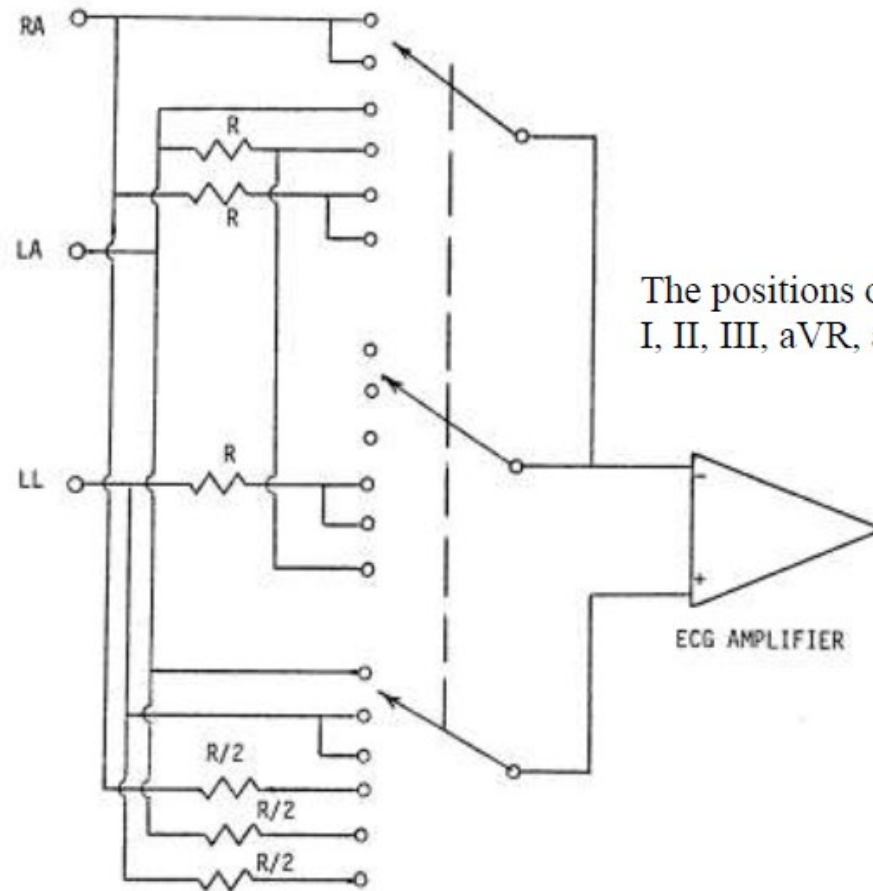 RA
R
R
LA
The positions o
I, II, III, aVR, a
LL
R
-
+
ECG AMPLIFIER
R/2
R/2
R/2